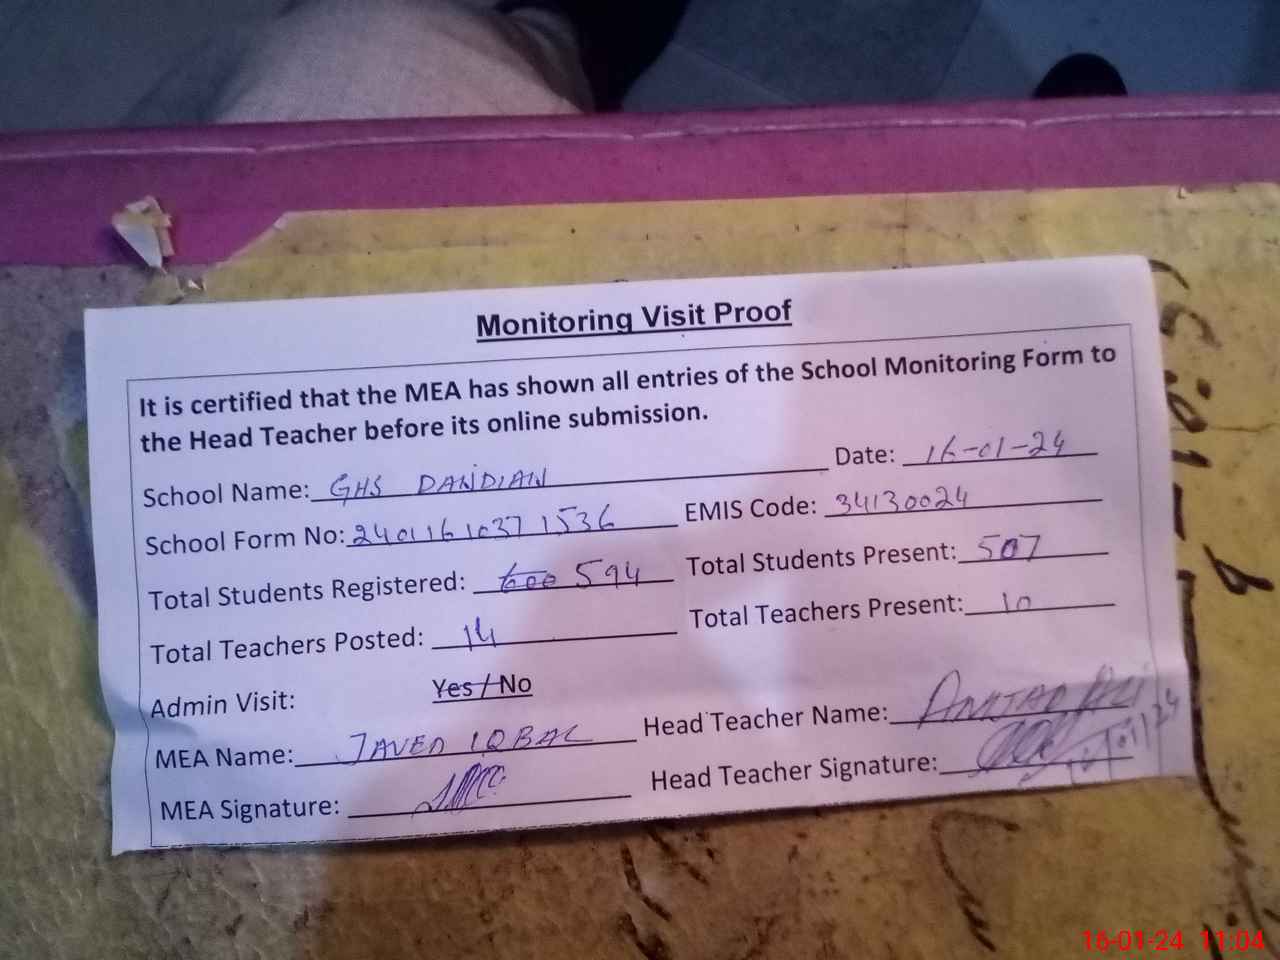 Monitoring Visit Proof
It is certified that the MEA has shown all entries of the School Monitoring Form to
the Head Teacher before its online submission.
School Name: GHS DANDIAN Date: 16-01-24
School Form No: 2401161037 1536 EMIS Code: 34130024
Total Students Registered: 600 594 Total Students Present: 507
Total Teachers Posted: 14 Total Teachers Present: 10
Admin Visit: Yes / No
MEA Name: JAVED IQBAL Head Teacher Name: AMJAD ALI
MEA Signature: Head Teacher Signature:
16-01-24 11:04